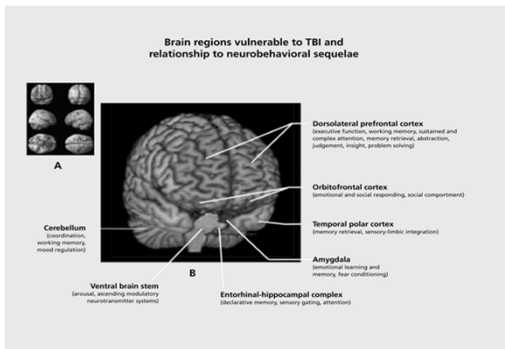 Brain regions vulnerable to TBI and
relationship to neurobehavioral sequelae
A
Dorsolateral prefrontal cortex
(executive function, working memory, sustained and
complex attention, memory retrieval, abstraction,
judgement, insight, problem solving)
Orbitofrontal cortex
(emotional and social responding, social comportment)
Temporal polar cortex
(memory retrieval, sensory-limbic integration)
Amygdala
(emotional learning and
memory, fear conditioning)
Cerebellum
(coordination,
working memory,
mood regulation)
B
Ventral brain stem
(arousal, ascending modulatory
neurotransmitter systems)
Entorhinal-hippocampal complex
(declarative memory, sensory gating, attention)